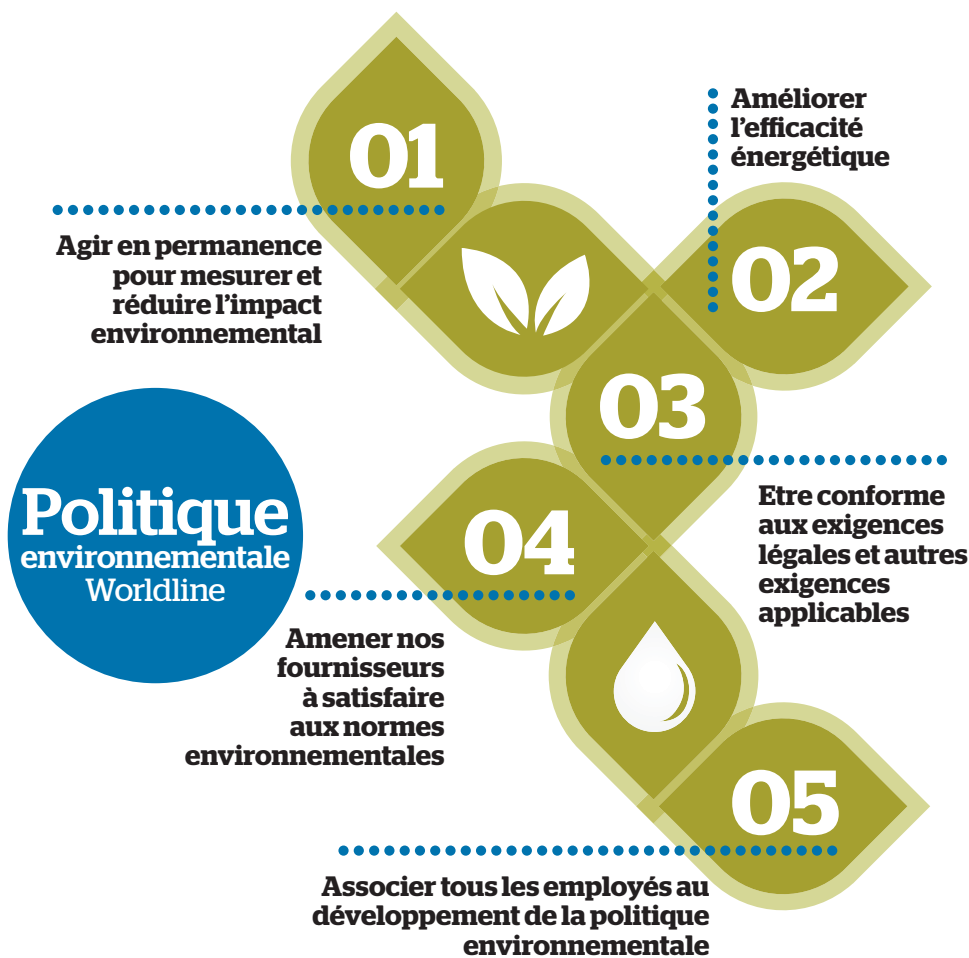 01
Agir en permanence
pour mesurer et
réduire l'impact
environnemental
Améliorer
l'efficacité
énergétique
02
03
Etre conforme
aux exigences
légales et autres
exigences
applicables
Politique
environnementale
Worldline
04
Amener nos
fournisseurs
à satisfaire
aux normes
environnementales
05
Associer tous les employés au
développement de la politique
environnementale